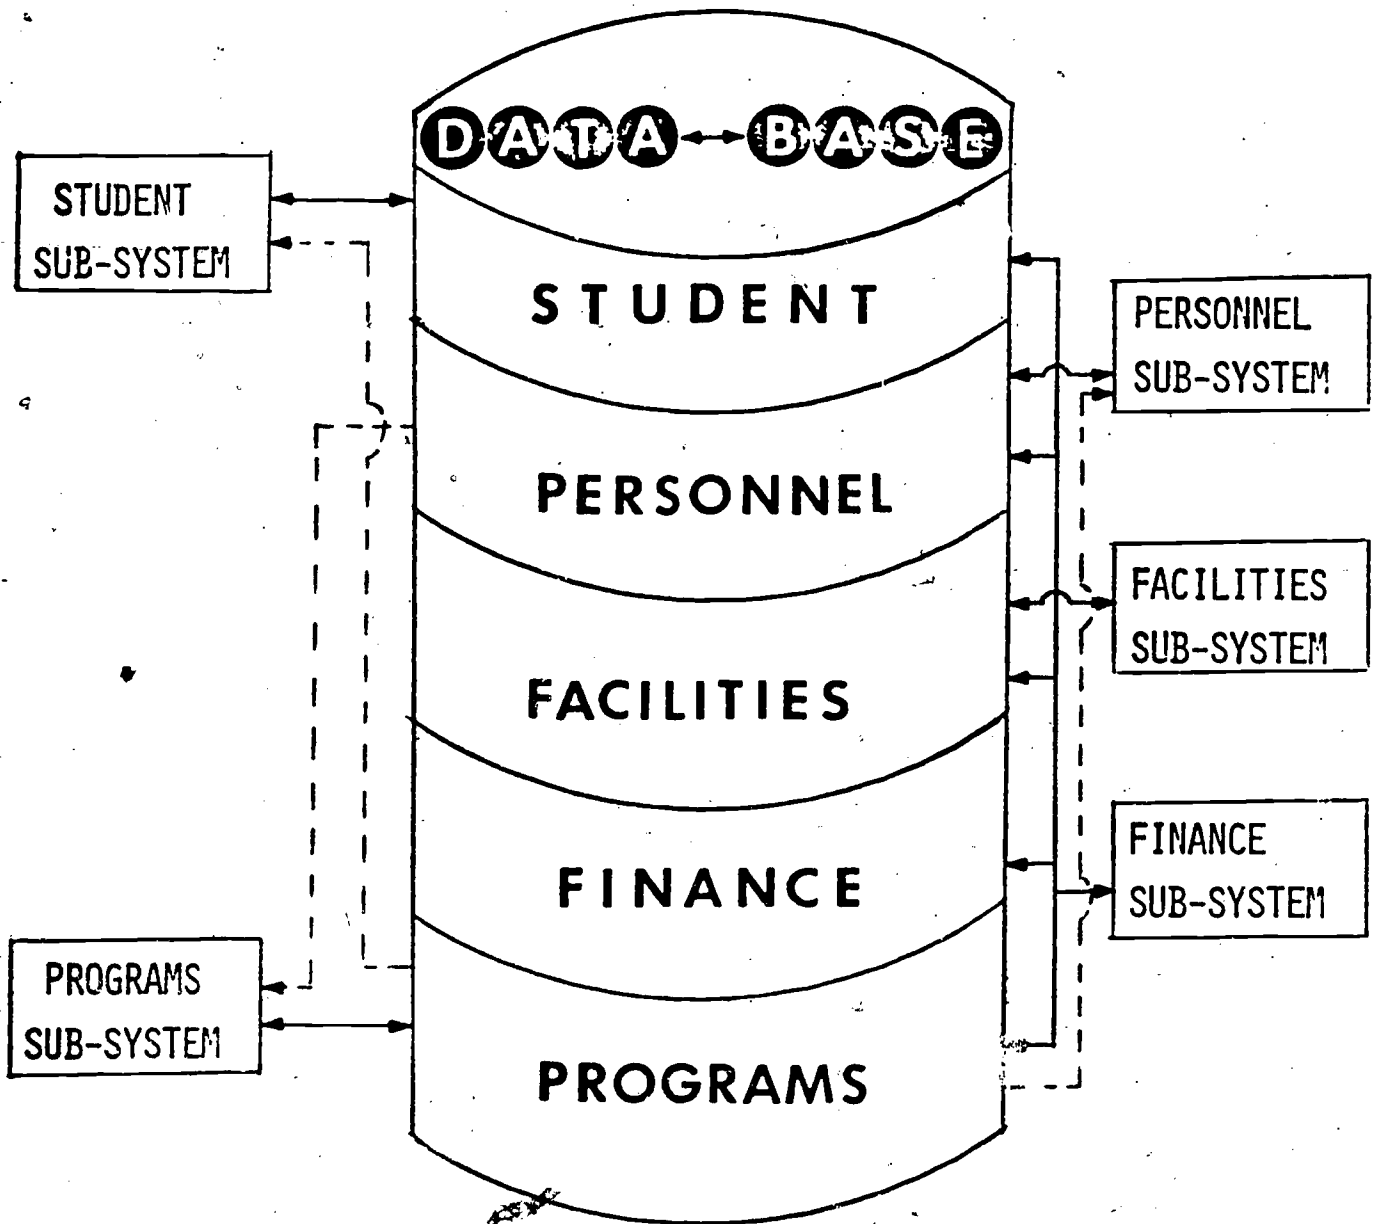 DATA BASE
STUDENT
SUB-SYSTEM
STUDENT
PERSONNEL
SUB-SYSTEM
PERSONNEL
FACILITIES
SUB-SYSTEM
FACILITIES
FINANCE
SUB-SYSTEM
FINANCE
PROGRAMS
SUB-SYSTEM
PROGRAMS